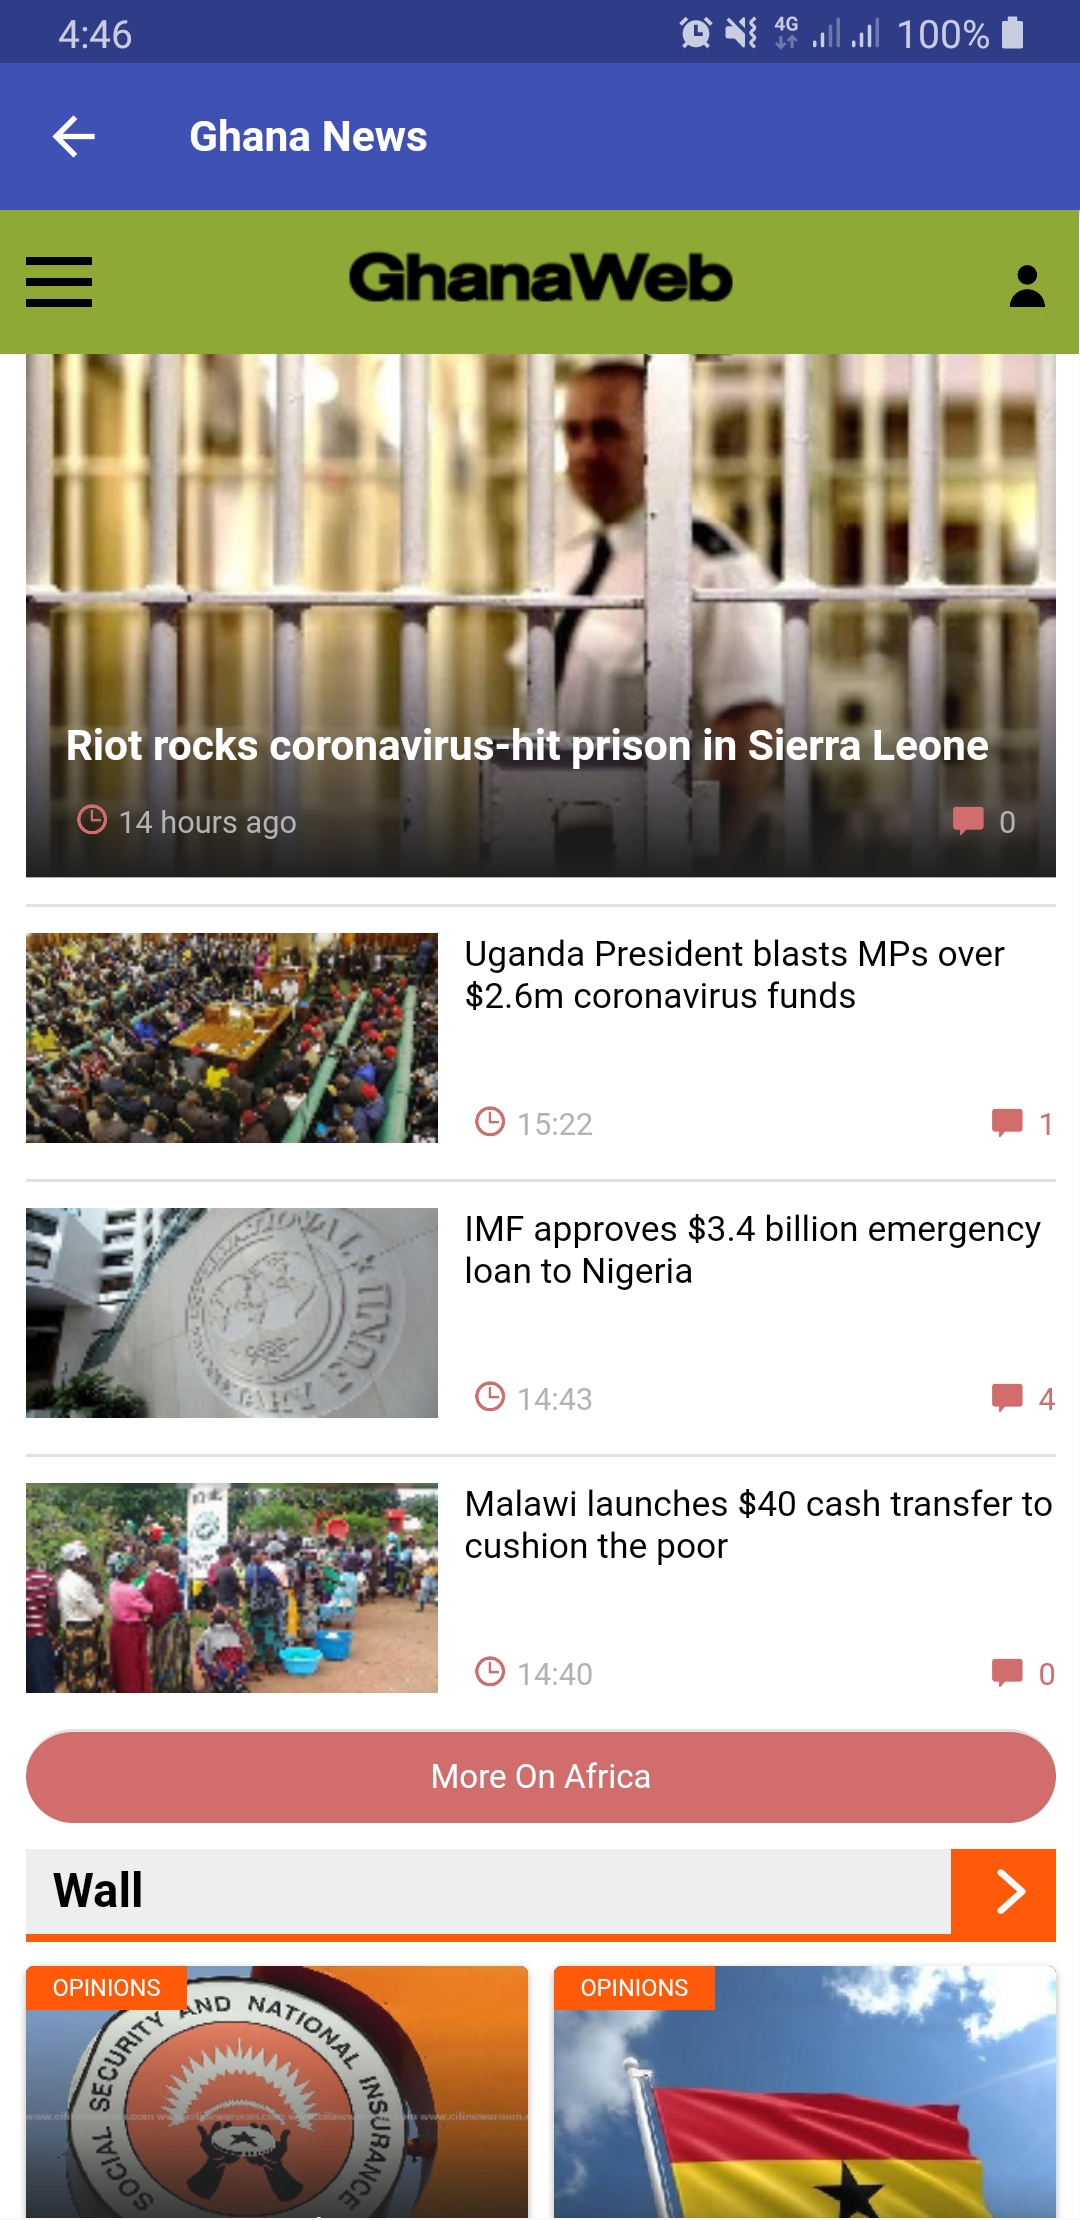 4:46
4G
100%
Ghana News
GhanaWeb
Riot rocks coronavirus-hit prison in Sierra Leone
14 hours ago
0
Uganda President blasts MPs over
$2.6m coronavirus funds
15:22
1
IMF approves $3.4 billion emergency
loan to Nigeria
14:43
4
Malawi launches $40 cash transfer to
cushion the poor
14:40
0
More On Africa
Wall
OPINIONS
SOCIAL SECURITY AND NATIONAL INSURANCE
OPINIONS